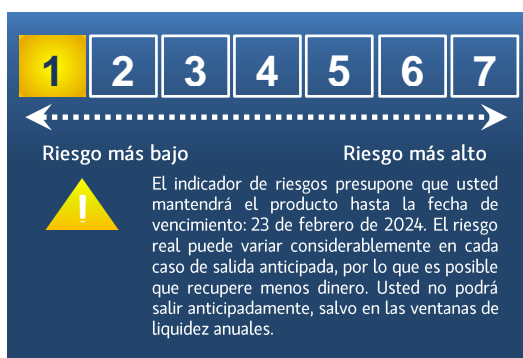 1 2 3 4 5 6 7
Riesgo más bajo Riesgo más alto
!
El indicador de riesgos presupone que usted
mantendrá el producto hasta la fecha de
vencimiento: 23 de febrero de 2024. El riesgo
real puede variar considerablemente en cada
caso de salida anticipada, por lo que es posible
que recupere menos dinero. Usted no podrá
salir anticipadamente, salvo en las ventanas de
liquidez anuales.